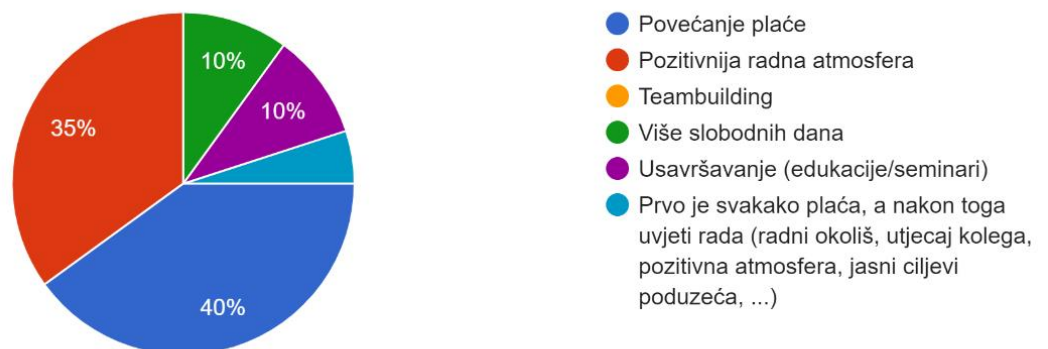 10%
10%
35%
40%
Povećanje plaće
Pozitivnija radna atmosfera
Teambuilding
Više slobodnih dana
Usavršavanje (edukacije/seminari)
Prvo je svakako plaća, a nakon toga
uvjeti rada (radni okoliš, utjecaj kolega,
pozitivna atmosfera, jasni ciljevi
poduzeća, ...)